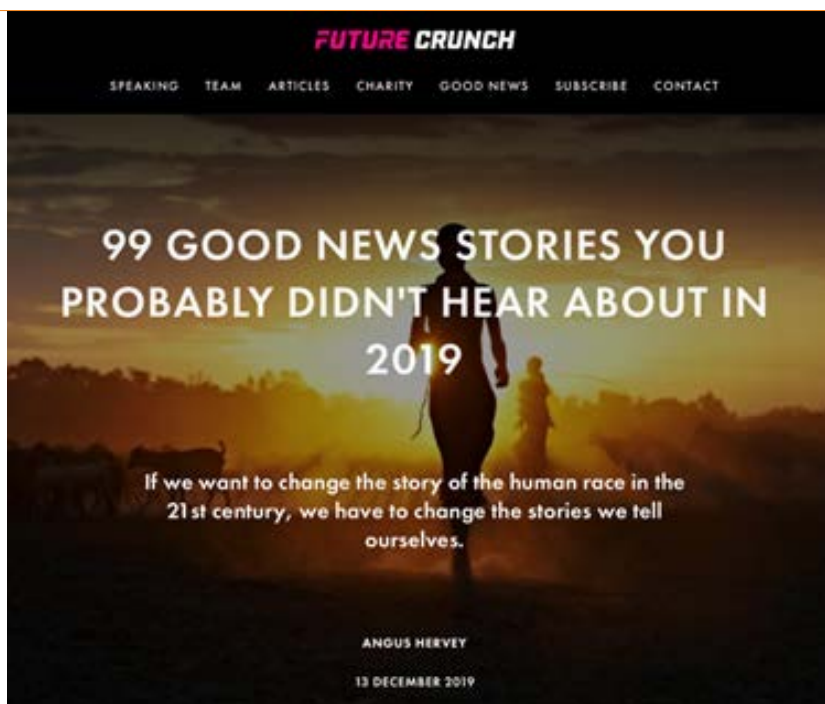 FUTURE CRUNCH
SPEAKING TEAM ARTICLES CHARITY GOOD NEWS SUBSCRIBE CONTACT
99 GOOD NEWS STORIES YOU
PROBABLY DIDN'T HEAR ABOUT IN
2019
If we want to change the story of the human race in the
21st century, we have to change the stories we tell
ourselves.
ANGUS HERVEY
13 DECEMBER 2019